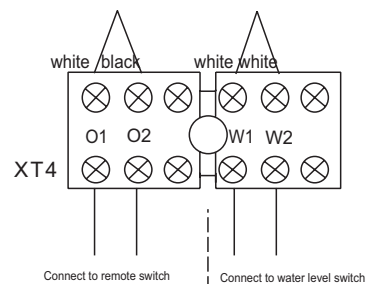 white black white white
O1 O2 W1 W2
XT4
Connect to remote switch Connect to water level switch